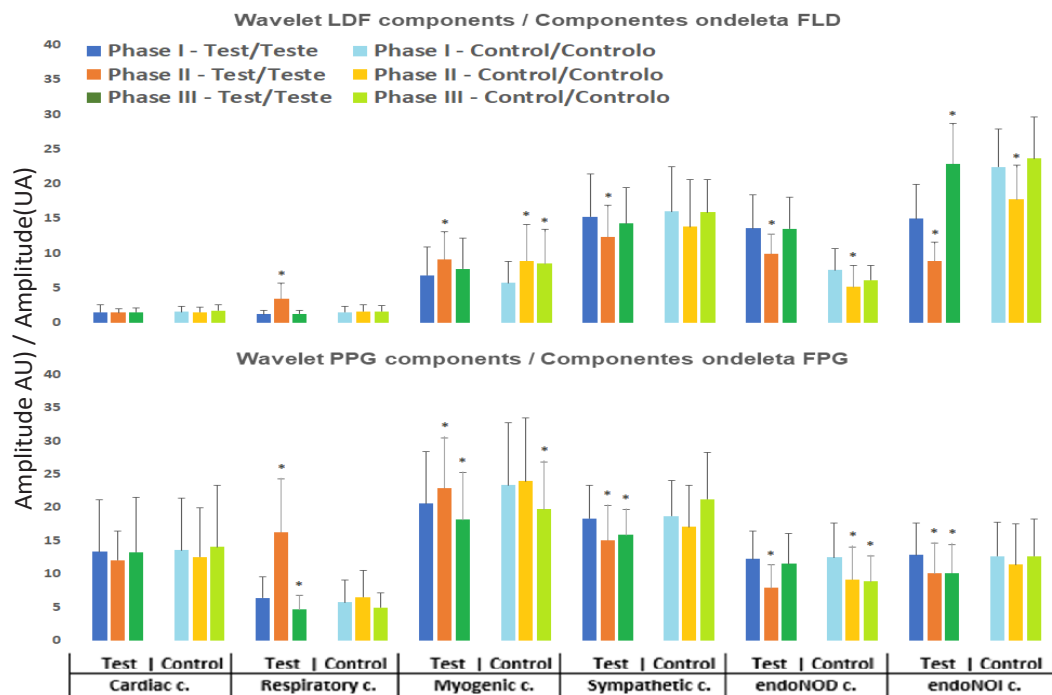 Wavelet LDF components / Componentes ondeleta FLD
40
35
30
25
20
15
10
5
0
Phase I - Test/Teste
Phase I - Control/Controlo
Phase II - Test/Teste
Phase II - Control/Controlo
Phase III - Test/Teste
Phase III - Control/Controlo
* * * * * * * * * *
Amplitude AU) / Amplitude(UA)
Wavelet PPG components / Componentes ondeleta FPG
40
35
30
25
20
15
10
5
0
* * * * * * * * * * * *
Test | Control Test | Control Test | Control Test | Control Test | Control Test | Control
Cardiac c. Respiratory c. Myogenic c. Sympathetic c. endoNOD c. endoNOI c.